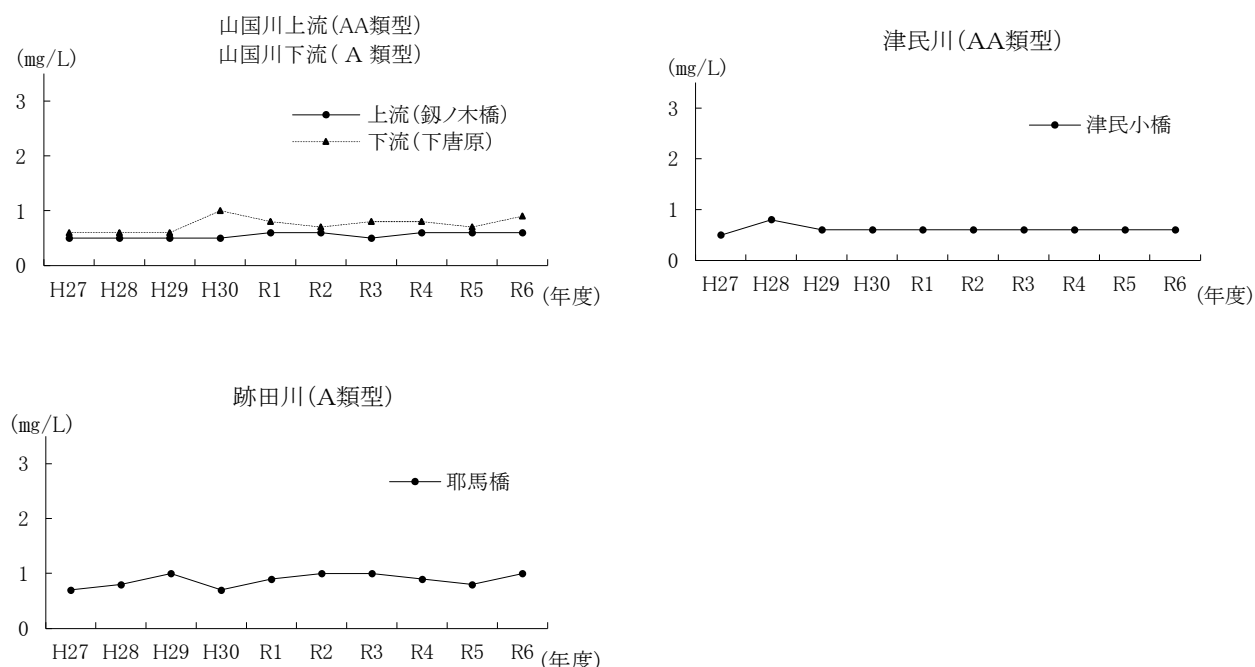 山国川上流(AA類型)
山国川下流( A 類型)
(mg/L)
3
2
1
0
上流(釼ノ木橋)
下流(下唐原)
H27 H28 H29 H30 R1 R2 R3 R4 R5 R6 (年度)
津民川(AA類型)
(mg/L)
3
2
1
0
津民小橋
H27 H28 H29 H30 R1 R2 R3 R4 R5 R6 (年度)
跡田川(A類型)
(mg/L)
3
2
1
0
耶馬橋
H27 H28 H29 H30 R1 R2 R3 R4 R5 R6 (年度)